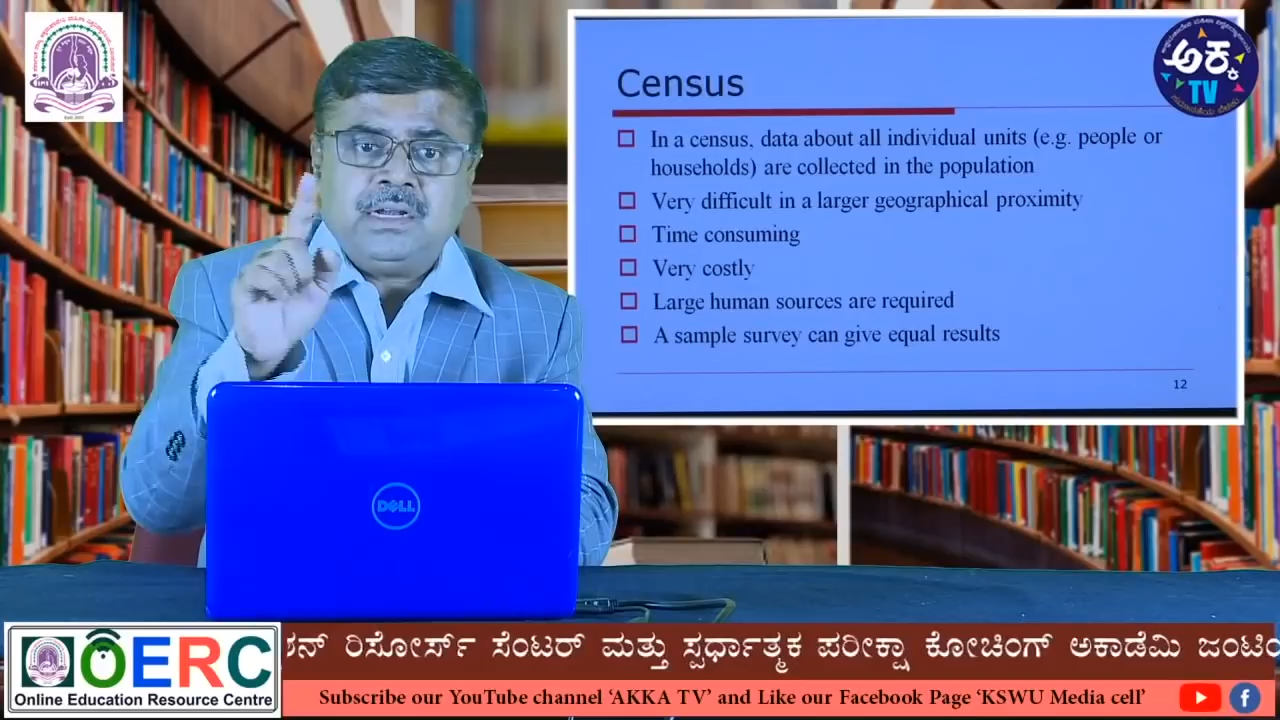 Census
In a census, data about all individual units (e.g. people or
households) are collected in the population
Very difficult in a larger geographical proximity
Time consuming
Very costly
Large human sources are required
A sample survey can give equal results
12
ಅಕ್ಕ
TV
DELL
OERC
Online Education Resource Centre
ರಿಸೋರ್ಸ್ ಸೆಂಟರ್ ಮತ್ತು ಸ್ಪರ್ಧಾತ್ಮಕ ಪರೀಕ್ಷಾ ಕೋಚಿಂಗ್ ಅಕಾಡೆಮಿ
Subscribe our YouTube channel ‘AKKA TV’ and Like our Facebook Page ‘KSWU Media cell’